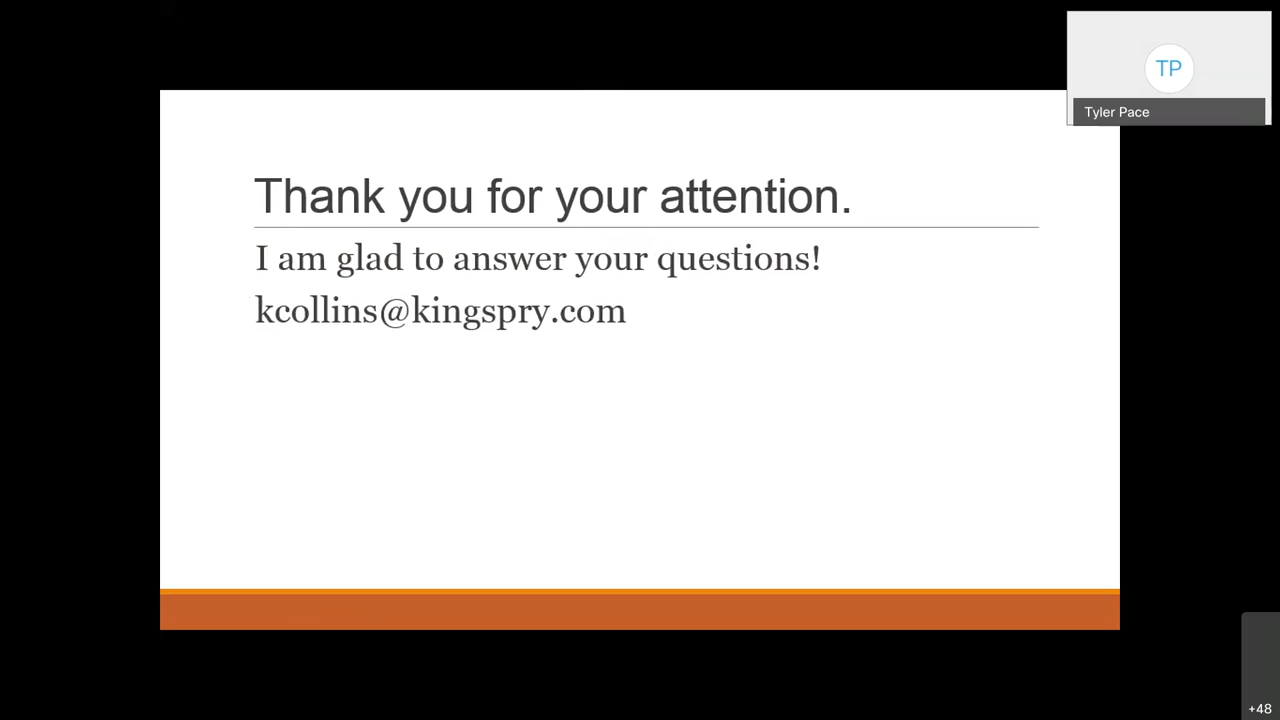 TP
Tyler Pace
Thank you for your attention.
I am glad to answer your questions!
kcollins@kingspry.com
+48